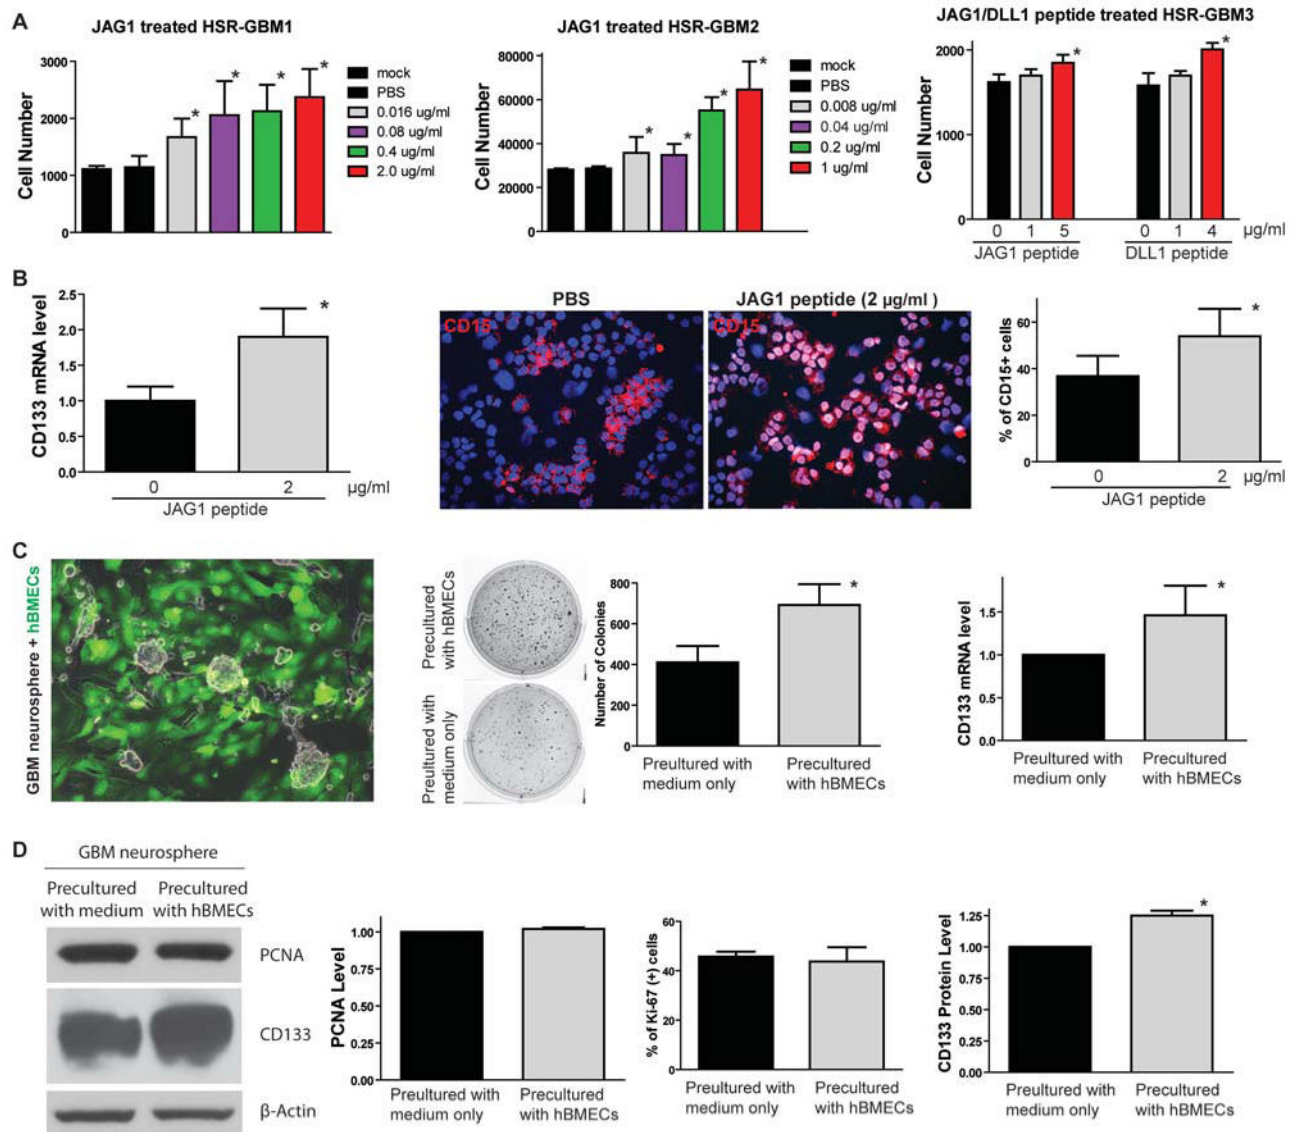 A
JAG1 treated HSR-GBM1
Cell Number
3000
2000
1000
0
*
*
*
*
mock
PBS
0.016 ug/ml
0.08 ug/ml
0.4 ug/ml
2.0 ug/ml
JAG1 treated HSR-GBM2
Cell Number
80000
60000
40000
20000
0
*
*
*
*
mock
PBS
0.008 ug/ml
0.04 ug/ml
0.2 ug/ml
1 ug/ml
JAG1/DLL1 peptide treated HSR-GBM3
Cell Number
2000
1000
0
*
*
0 1 5 0 1 4 µg/ml
JAG1 peptide DLL1 peptide
B
CD133 mRNA level
2.5
2.0
1.5
1.0
0.5
0.0
*
0 2 µg/ml
JAG1 peptide
PBS
CD15
JAG1 peptide (2 µg/ml )
CD15
% of CD15+ cells
60
40
20
0
*
0 2 µg/ml
JAG1 peptide
C
GBM neurosphere + hBMECs
Precultured
with hBMECs
Preultured with
medium only
Number of Colonies
800
600
400
200
0
*
Preultured with
medium only
Precultured
with hBMECs
CD133 mRNA level
1.5
1.0
0.5
0.0
*
Preultured with
medium only
Precultured
with hBMECs
D
GBM neurosphere
Precultured
with medium
Precultured
with hBMECs
PCNA
CD133
β-Actin
PCNA Level
1.00
0.75
0.50
0.25
0.00
Preultured with
medium only
Precultured
with hBMECs
% of Ki-67 (+) cells
60
40
20
0
Preultured with
medium only
Precultured
with hBMECs
CD133 Protein Level
1.25
1.00
0.75
0.50
0.25
0.00
*
Preultured with
medium only
Precultured
with hBMECs